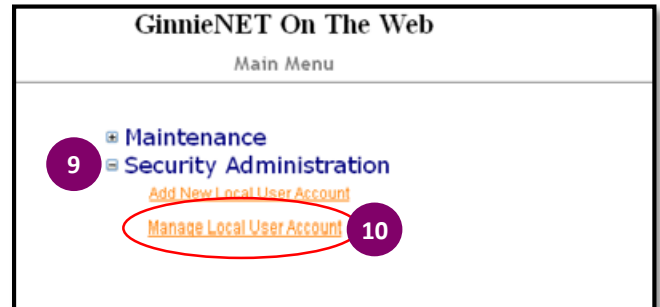 GinnieNET On The Web
Main Menu
Maintenance
9 Security Administration
Add New Local User Account
Manage Local User Account 10